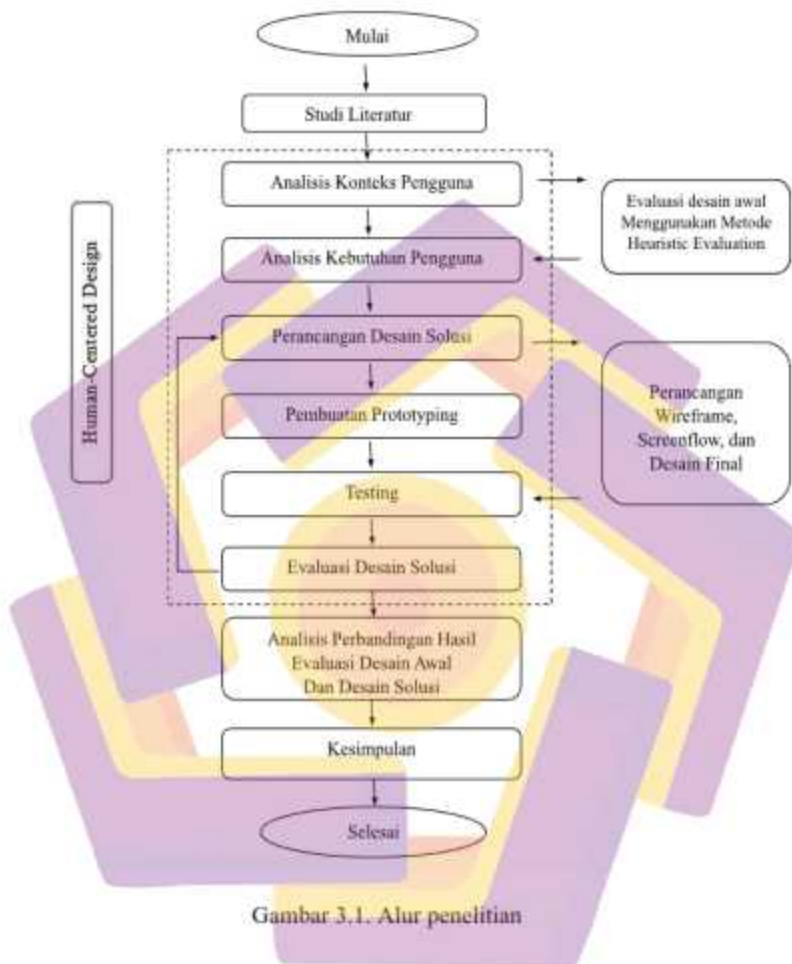 Mulai
Studi Literatur
Human-Centered Design
Analisis Konteks Pengguna
Evaluasi desain awal
Menggunakan Metode
Heuristic Evaluation
Analisis Kebutuhan Pengguna
Perancangan Desain Solusi
Perancangan
Wireframe,
Screenflow, dan
Desain Final
Pembuatan Prototyping
Testing
Evaluasi Desain Solusi
Analisis Perbandingan Hasil
Evaluasi Desain Awal
Dan Desain Solusi
Kesimpulan
Selesai
Gambar 3.1. Alur penelitian